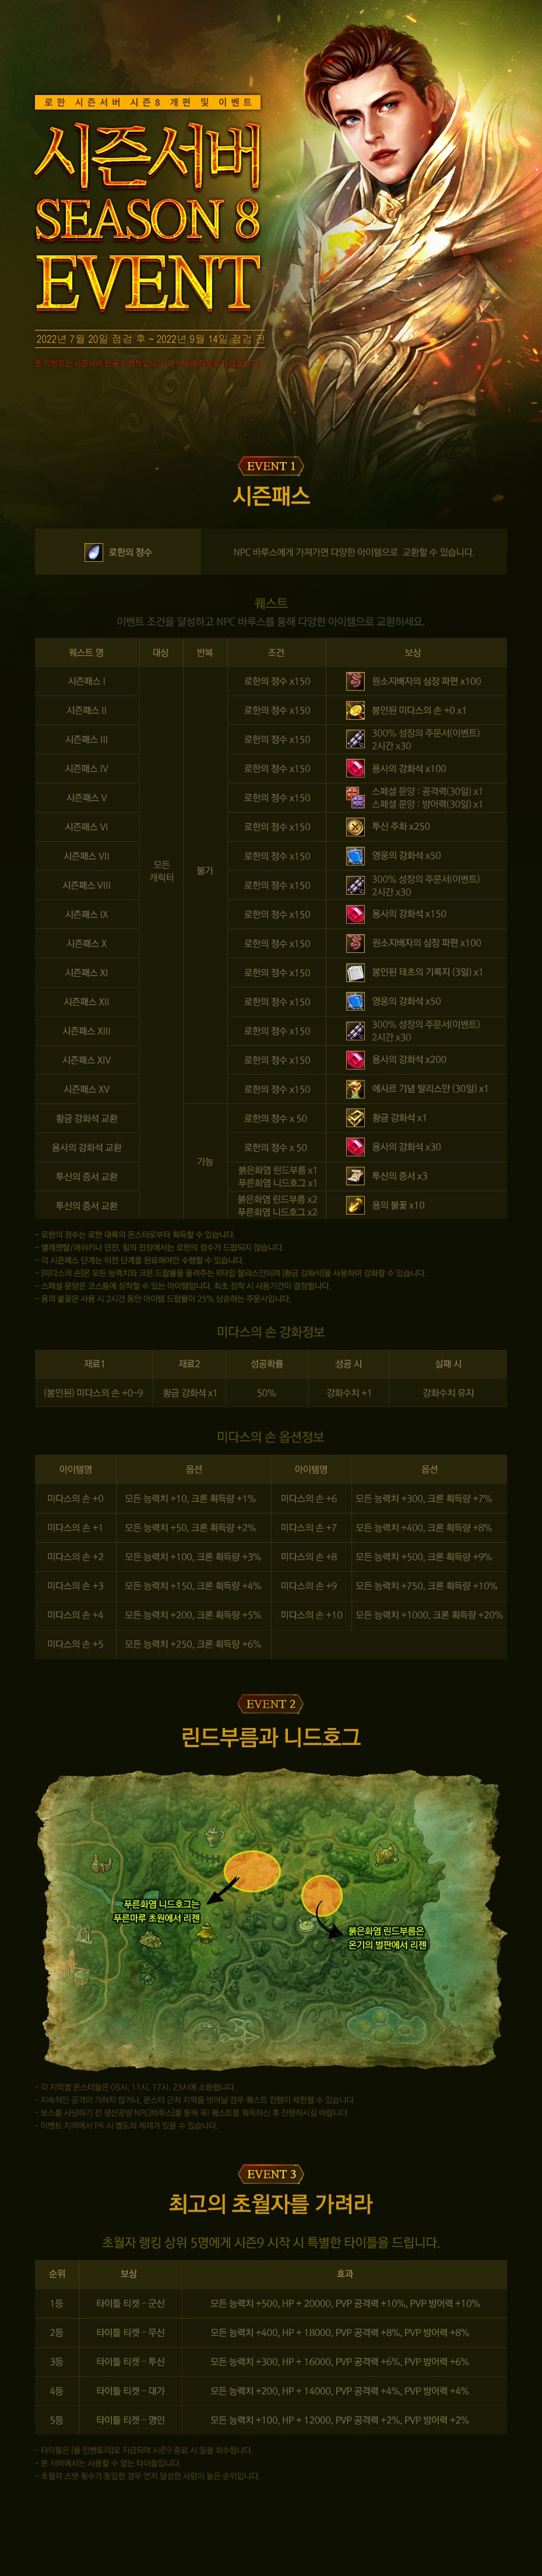 로한 시즌서버 시즌8 개편 및 이벤트
시즌서버
SEASON 8
EVENT
2022년 7월 20일 점검 후 ~ 2022년 9월 14일 점검 전
본 이벤트는 시즌서버 전용 이벤트입니다. 본서버에 적용되지 않습니다.
EVENT 1
시즌패스
로한의 정수 NPC 바루스에게 가져가면 다양한 아이템으로 교환할 수 있습니다.
퀘스트
이벤트 조건을 달성하고 NPC 바루스를 통해 다양한 아이템으로 교환하세요.
퀘스트 명 대상 반복 조건 보상
시즌패스 I 로한의 정수 x150 원소지배자의 심장 파편 x100
시즌패스 II 로한의 정수 x150 봉인된 미다스의 손 +0 x1
시즌패스 III 로한의 정수 x150 300% 성장의 주문서(이벤트)
2시간 x30
시즌패스 IV 로한의 정수 x150 용사의 강화석 x100
시즌패스 V 로한의 정수 x150 스페셜 문양 : 공격력(30일) x1
스페셜 문양 : 방어력(30일) x1
시즌패스 VI 로한의 정수 x150 투신 주화 x250
시즌패스 VII 로한의 정수 x150 영웅의 강화석 x50
모든
캐릭터
불가
시즌패스 VIII 로한의 정수 x150 300% 성장의 주문서(이벤트)
2시간 x30
시즌패스 IX 로한의 정수 x150 용사의 강화석 x150
시즌패스 X 로한의 정수 x150 원소지배자의 심장 파편 x100
시즌패스 XI 로한의 정수 x150 봉인된 태초의 기록지 (3일) x1
시즌패스 XII 로한의 정수 x150 영웅의 강화석 x50
시즌패스 XIII 로한의 정수 x150 300% 성장의 주문서(이벤트)
2시간 x30
시즌패스 XIV 로한의 정수 x150 용사의 강화석 x200
시즌패스 XV 로한의 정수 x150 에시르 기념 탈리스만 (30일) x1
황금 강화석 교환 로한의 정수 x 50 황금 강화석 x1
용사의 강화석 교환 로한의 정수 x 50 용사의 강화석 x30
가능
투신의 증서 교환 붉은화염 린드부름 x1
푸른화염 니드호그 x1 투신의 증서 x3
투신의 증서 교환 붉은화염 린드부름 x2
푸른화염 니드호그 x2 용의 불꽃 x10
- 로한의 정수는 로한 대륙의 몬스터로부터 획득할 수 있습니다.
- 엘레멘탈/애쉬키나 던전, 힘의 전장에서는 로한의 정수가 드랍되지 않습니다.
- 각 시즌패스 단계는 이전 단계를 완료해야만 수행할 수 있습니다.
- [미다스의 손]은 모든 능력치와 크론 드랍률을 올려주는 R타입 탈리스만이며 [황금 강화석]을 사용하여 강화할 수 있습니다.
- 스페셜 문양은 코스튬에 장착할 수 있는 아이템입니다. 최초 장착 시 사용기간이 결정됩니다.
- 용의 불꽃은 사용 시 2시간 동안 아이템 드랍률이 25% 상승하는 주문서입니다.
미다스의 손 강화정보
재료1 재료2 성공확률 성공 시 실패 시
(봉인된) 미다스의 손 +0~9 황금 강화석 x1 50% 강화수치 +1 강화수치 유지
미다스의 손 옵션정보
아이템명 옵션 아이템명 옵션
미다스의 손 +0 모든 능력치 +10, 크론 획득량 +1% 미다스의 손 +6 모든 능력치 +300, 크론 획득량 +7%
미다스의 손 +1 모든 능력치 +50, 크론 획득량 +2% 미다스의 손 +7 모든 능력치 +400, 크론 획득량 +8%
미다스의 손 +2 모든 능력치 +100, 크론 획득량 +3% 미다스의 손 +8 모든 능력치 +500, 크론 획득량 +9%
미다스의 손 +3 모든 능력치 +150, 크론 획득량 +4% 미다스의 손 +9 모든 능력치 +750, 크론 획득량 +10%
미다스의 손 +4 모든 능력치 +200, 크론 획득량 +5% 미다스의 손 +10 모든 능력치 +1000, 크론 획득량 +20%
미다스의 손 +5 모든 능력치 +250, 크론 획득량 +6%
EVENT 2
린드부름과 니드호그
푸른화염 니드호그는
푸른마루 초원에서 리젠
붉은화염 린드부름은
온기의 벌판에서 리젠
- 각 지역별 몬스터들은 05시, 11시, 17시, 23시에 소환됩니다.
- 지속적인 공격이 가하지 않거나, 몬스터 근처 지역을 벗어날 경우 퀘스트 진행이 제한될 수 있습니다.
- 보스를 사냥하기 전 생산공방 NPC[바루스]를 통해 꼭! 퀘스트를 획득하신 후 진행하시길 바랍니다
- 이벤트 지역에서 PK 시 별도의 제재가 있을 수 있습니다.
EVENT 3
최고의 초월자를 가려라
초월자 랭킹 상위 5명에게 시즌9 시작 시 특별한 타이틀을 드립니다.
순위 보상 효과
1등 타이틀 티켓 - 군신 모든 능력치 +500, HP + 20000, PVP 공격력 +10%, PVP 방어력 +10%
2등 타이틀 티켓 - 무신 모든 능력치 +400, HP + 18000, PVP 공격력 +8%, PVP 방어력 +8%
3등 타이틀 티켓 - 투신 모든 능력치 +300, HP + 16000, PVP 공격력 +6%, PVP 방어력 +6%
4등 타이틀 티켓 - 대가 모든 능력치 +200, HP + 14000, PVP 공격력 +4%, PVP 방어력 +4%
5등 타이틀 티켓 - 명인 모든 능력치 +100, HP + 12000, PVP 공격력 +2%, PVP 방어력 +2%
- 타이틀은 [룸 인벤토리]로 지급되며 시즌9 종료 시 일괄 회수됩니다.
- 본 서버에서는 사용할 수 없는 타이틀입니다.
- 초월자 스탯 횟수가 동일한 경우 먼저 달성한 사람이 높은 순위입니다.